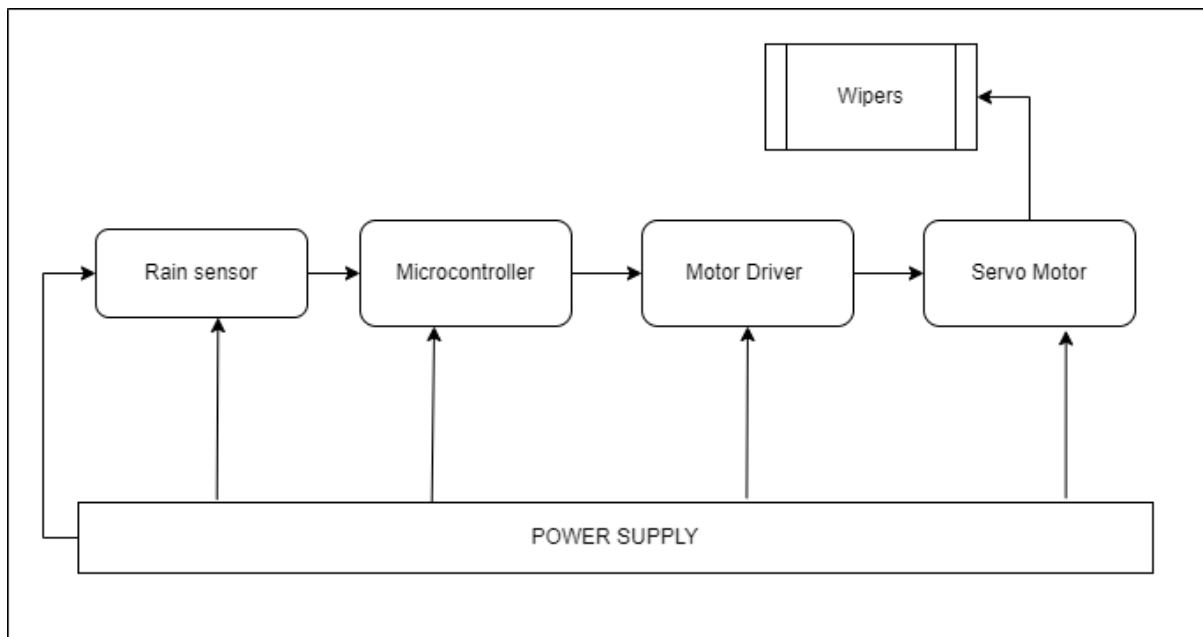 Wipers
Rain sensor
Microcontroller
Motor Driver
Servo Motor
POWER SUPPLY